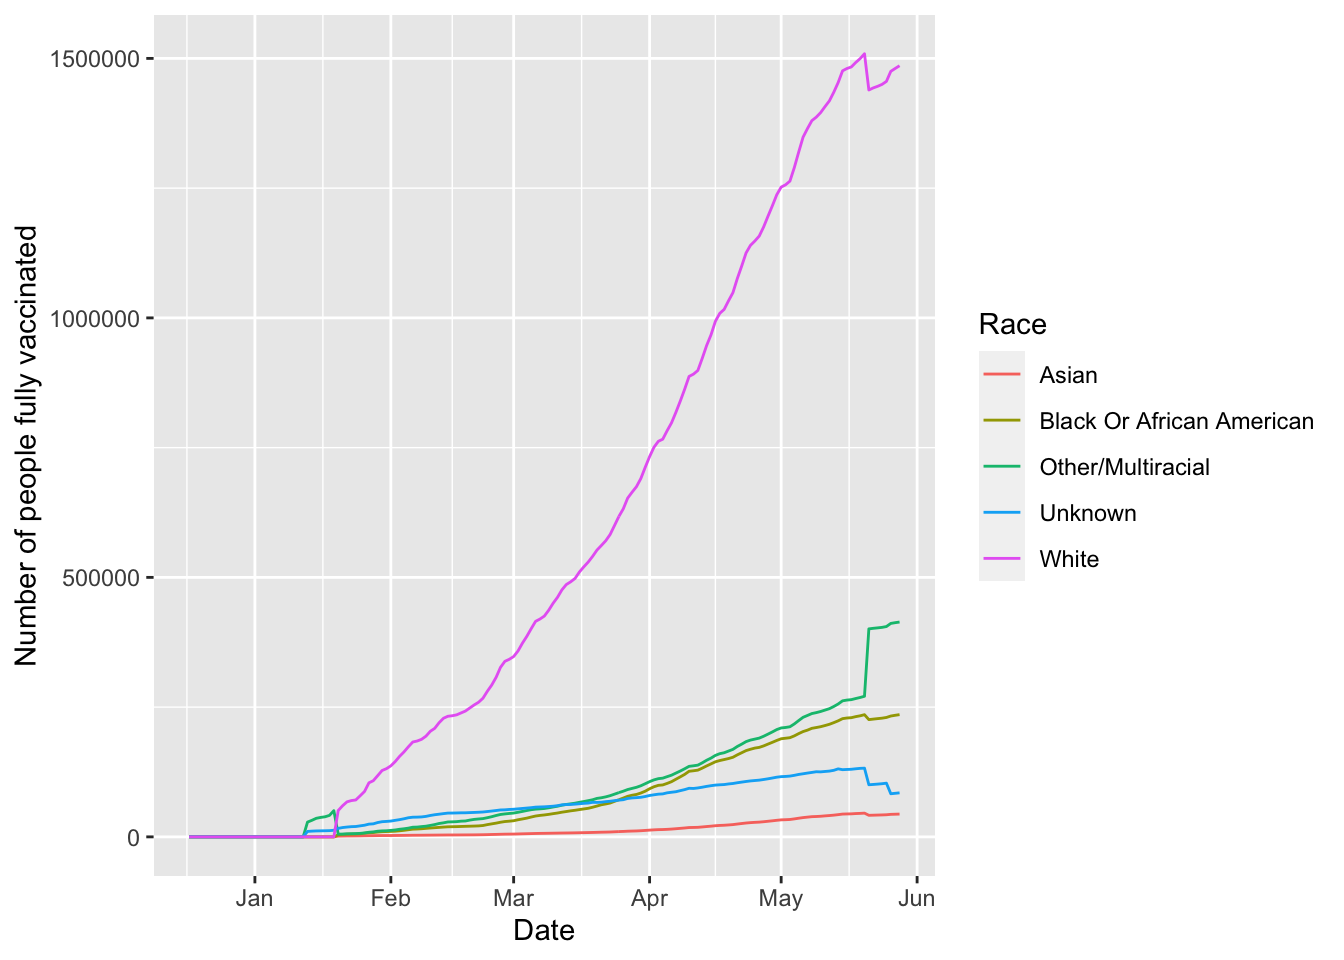 Number of people fully vaccinated
1500000
1000000
500000
0
Jan Feb Mar Apr May Jun
Date
Race
Asian
Black Or African American
Other/Multiracial
Unknown
White